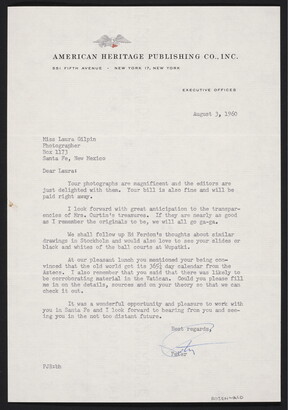 AMERICAN HERITAGE PUBLISHING CO., INC.
551 FIFTH AVENUE · NEW YORK 17, NEW YORK
EXECUTIVE OFFICES
August 3, 1960
Miss Laura Gilpin
Photographer
Box 1173
Santa Fe, New Mexico
Dear Laura:
Your photographs are magnificent and the editors are
just delighted with them. Your bill is also fine and will be
paid right away.
I look forward with great anticipation to the transparen-
cies of Mrs. Curtin's treasures. If they are nearly as good
as I remember the originals to be, we will all go ga-ga.
We shall follow up Ed Ferdon's thoughts about similar
drawings in Stockholm and would also love to see your slides or
black and whites of the ball courts at Wupatki.
At our pleasant lunch you mentioned your being con-
vinced that the old world got its 365¼ day calendar from the
Aztecs. I also remember that you said that there was likely to
be corroborating material in the Vatican. Could you please fill
me in on the details, sources and on your theory so that we can
check it out.
It was a wonderful opportunity and pleasure to work with
you in Santa Fe and I look forward to hearing from you and see-
ing you in the not too distant future.
Best regards,
Peter